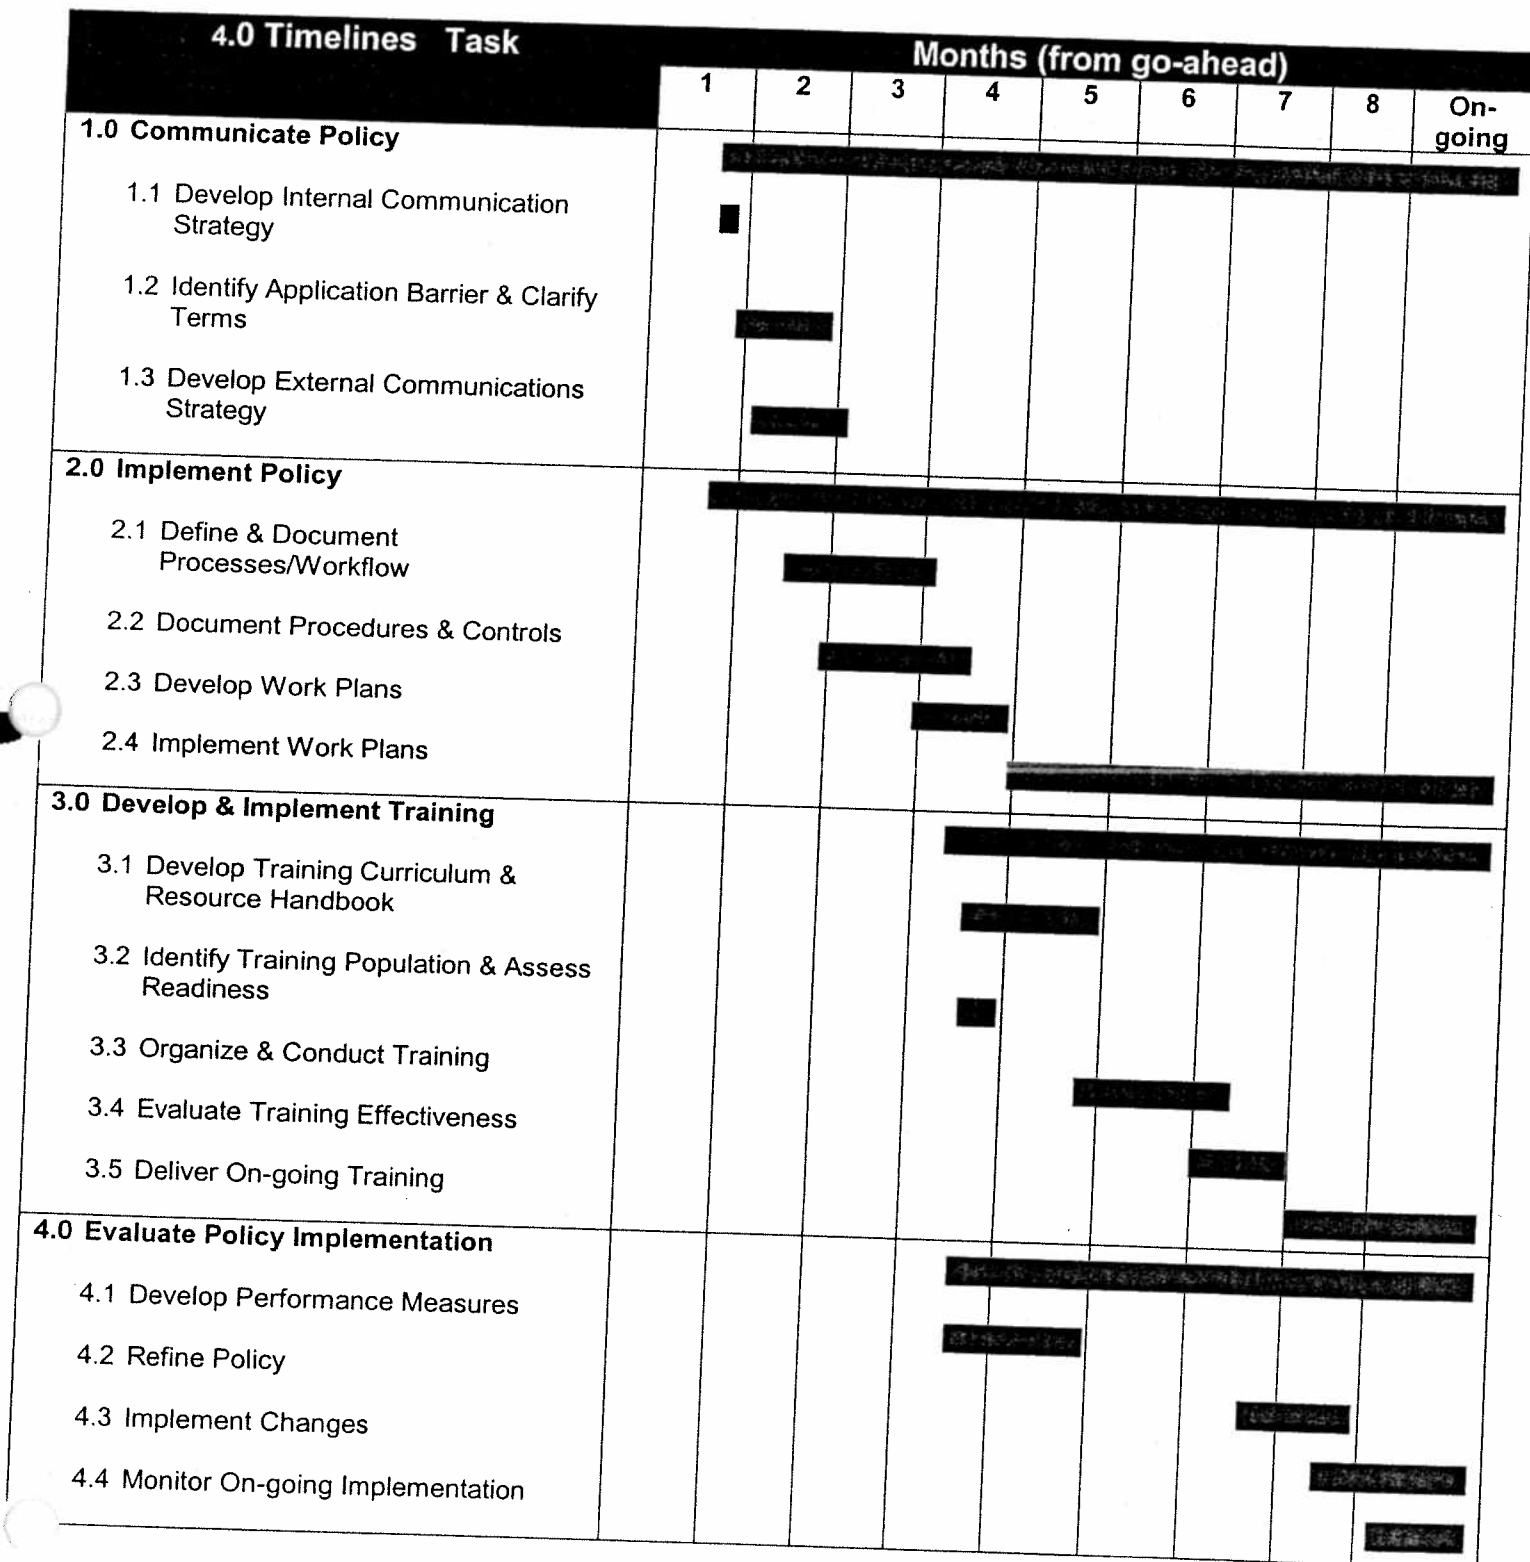 4.0 Timelines Task
Months (from go-ahead)
1 2 3 4 5 6 7 8 On-
going
1.0 Communicate Policy
1.1 Develop Internal Communication
Strategy
1.2 Identify Application Barrier & Clarify
Terms
1.3 Develop External Communications
Strategy
2.0 Implement Policy
2.1 Define & Document
Processes/Workflow
2.2 Document Procedures & Controls
2.3 Develop Work Plans
2.4 Implement Work Plans
3.0 Develop & Implement Training
3.1 Develop Training Curriculum &
Resource Handbook
3.2 Identify Training Population & Assess
Readiness
3.3 Organize & Conduct Training
3.4 Evaluate Training Effectiveness
3.5 Deliver On-going Training
4.0 Evaluate Policy Implementation
4.1 Develop Performance Measures
4.2 Refine Policy
4.3 Implement Changes
4.4 Monitor On-going Implementation